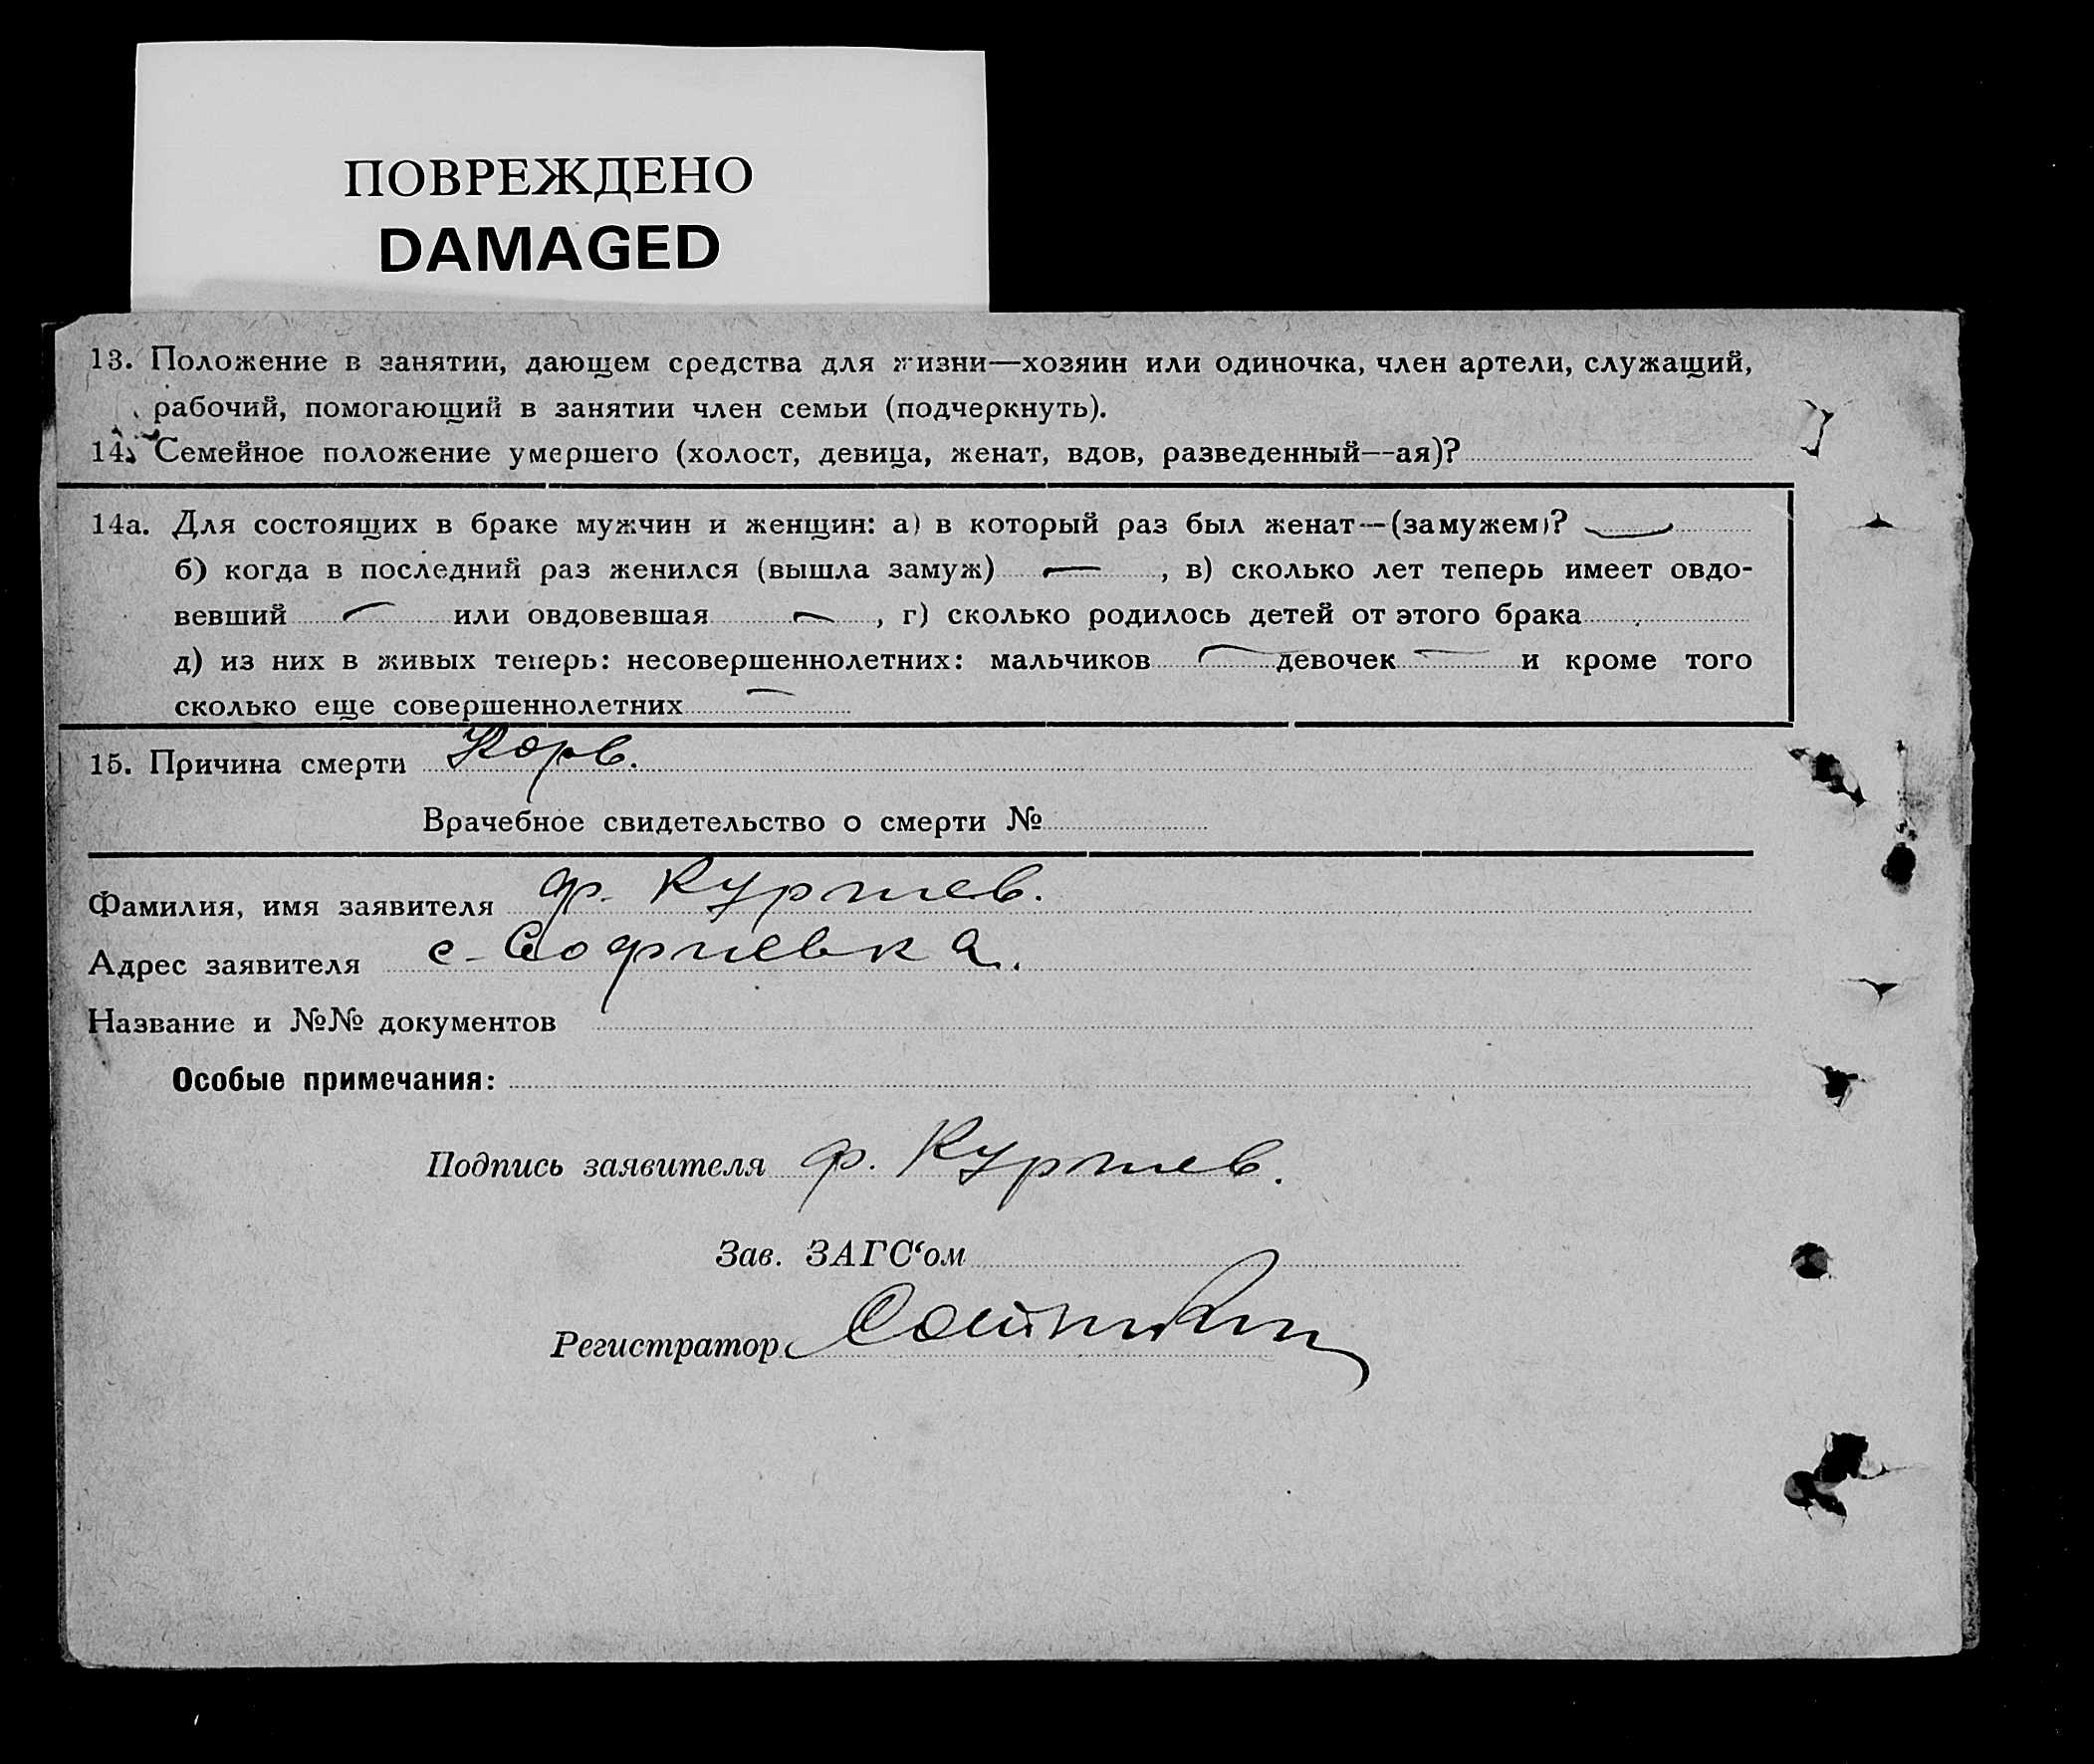 ПОВРЕЖДЕНО
DAMAGED
13. Положение в занятии, дающем средства для жизни—хозяин или одиночка, член артели, служащий,
рабочий, помогающий в занятии член семьи (подчеркнуть).
14. Семейное положение умершего (холост, девица, женат, вдов, разведенный—ая)?
14а. Для состоящих в браке мужчин и женщин: а) в который раз был женат—(замужем)?
б) когда в последний раз женился (вышла замуж) — , в) сколько лет теперь имеет овдо-
вевший — или овдовевшая — , г) сколько родилось детей от этого брака
д) из них в живых теперь: несовершеннолетних: мальчиков — девочек — и кроме того
сколько еще совершеннолетних —
15. Причина смерти Корь.
Врачебное свидетельство о смерти №
Фамилия, имя заявителя ф.
Адрес заявителя с-Софиевка.
Название и №№ документов
Особые примечания:
Подпись заявителя ф.
Зав. ЗАГС‘ом
Регистратор